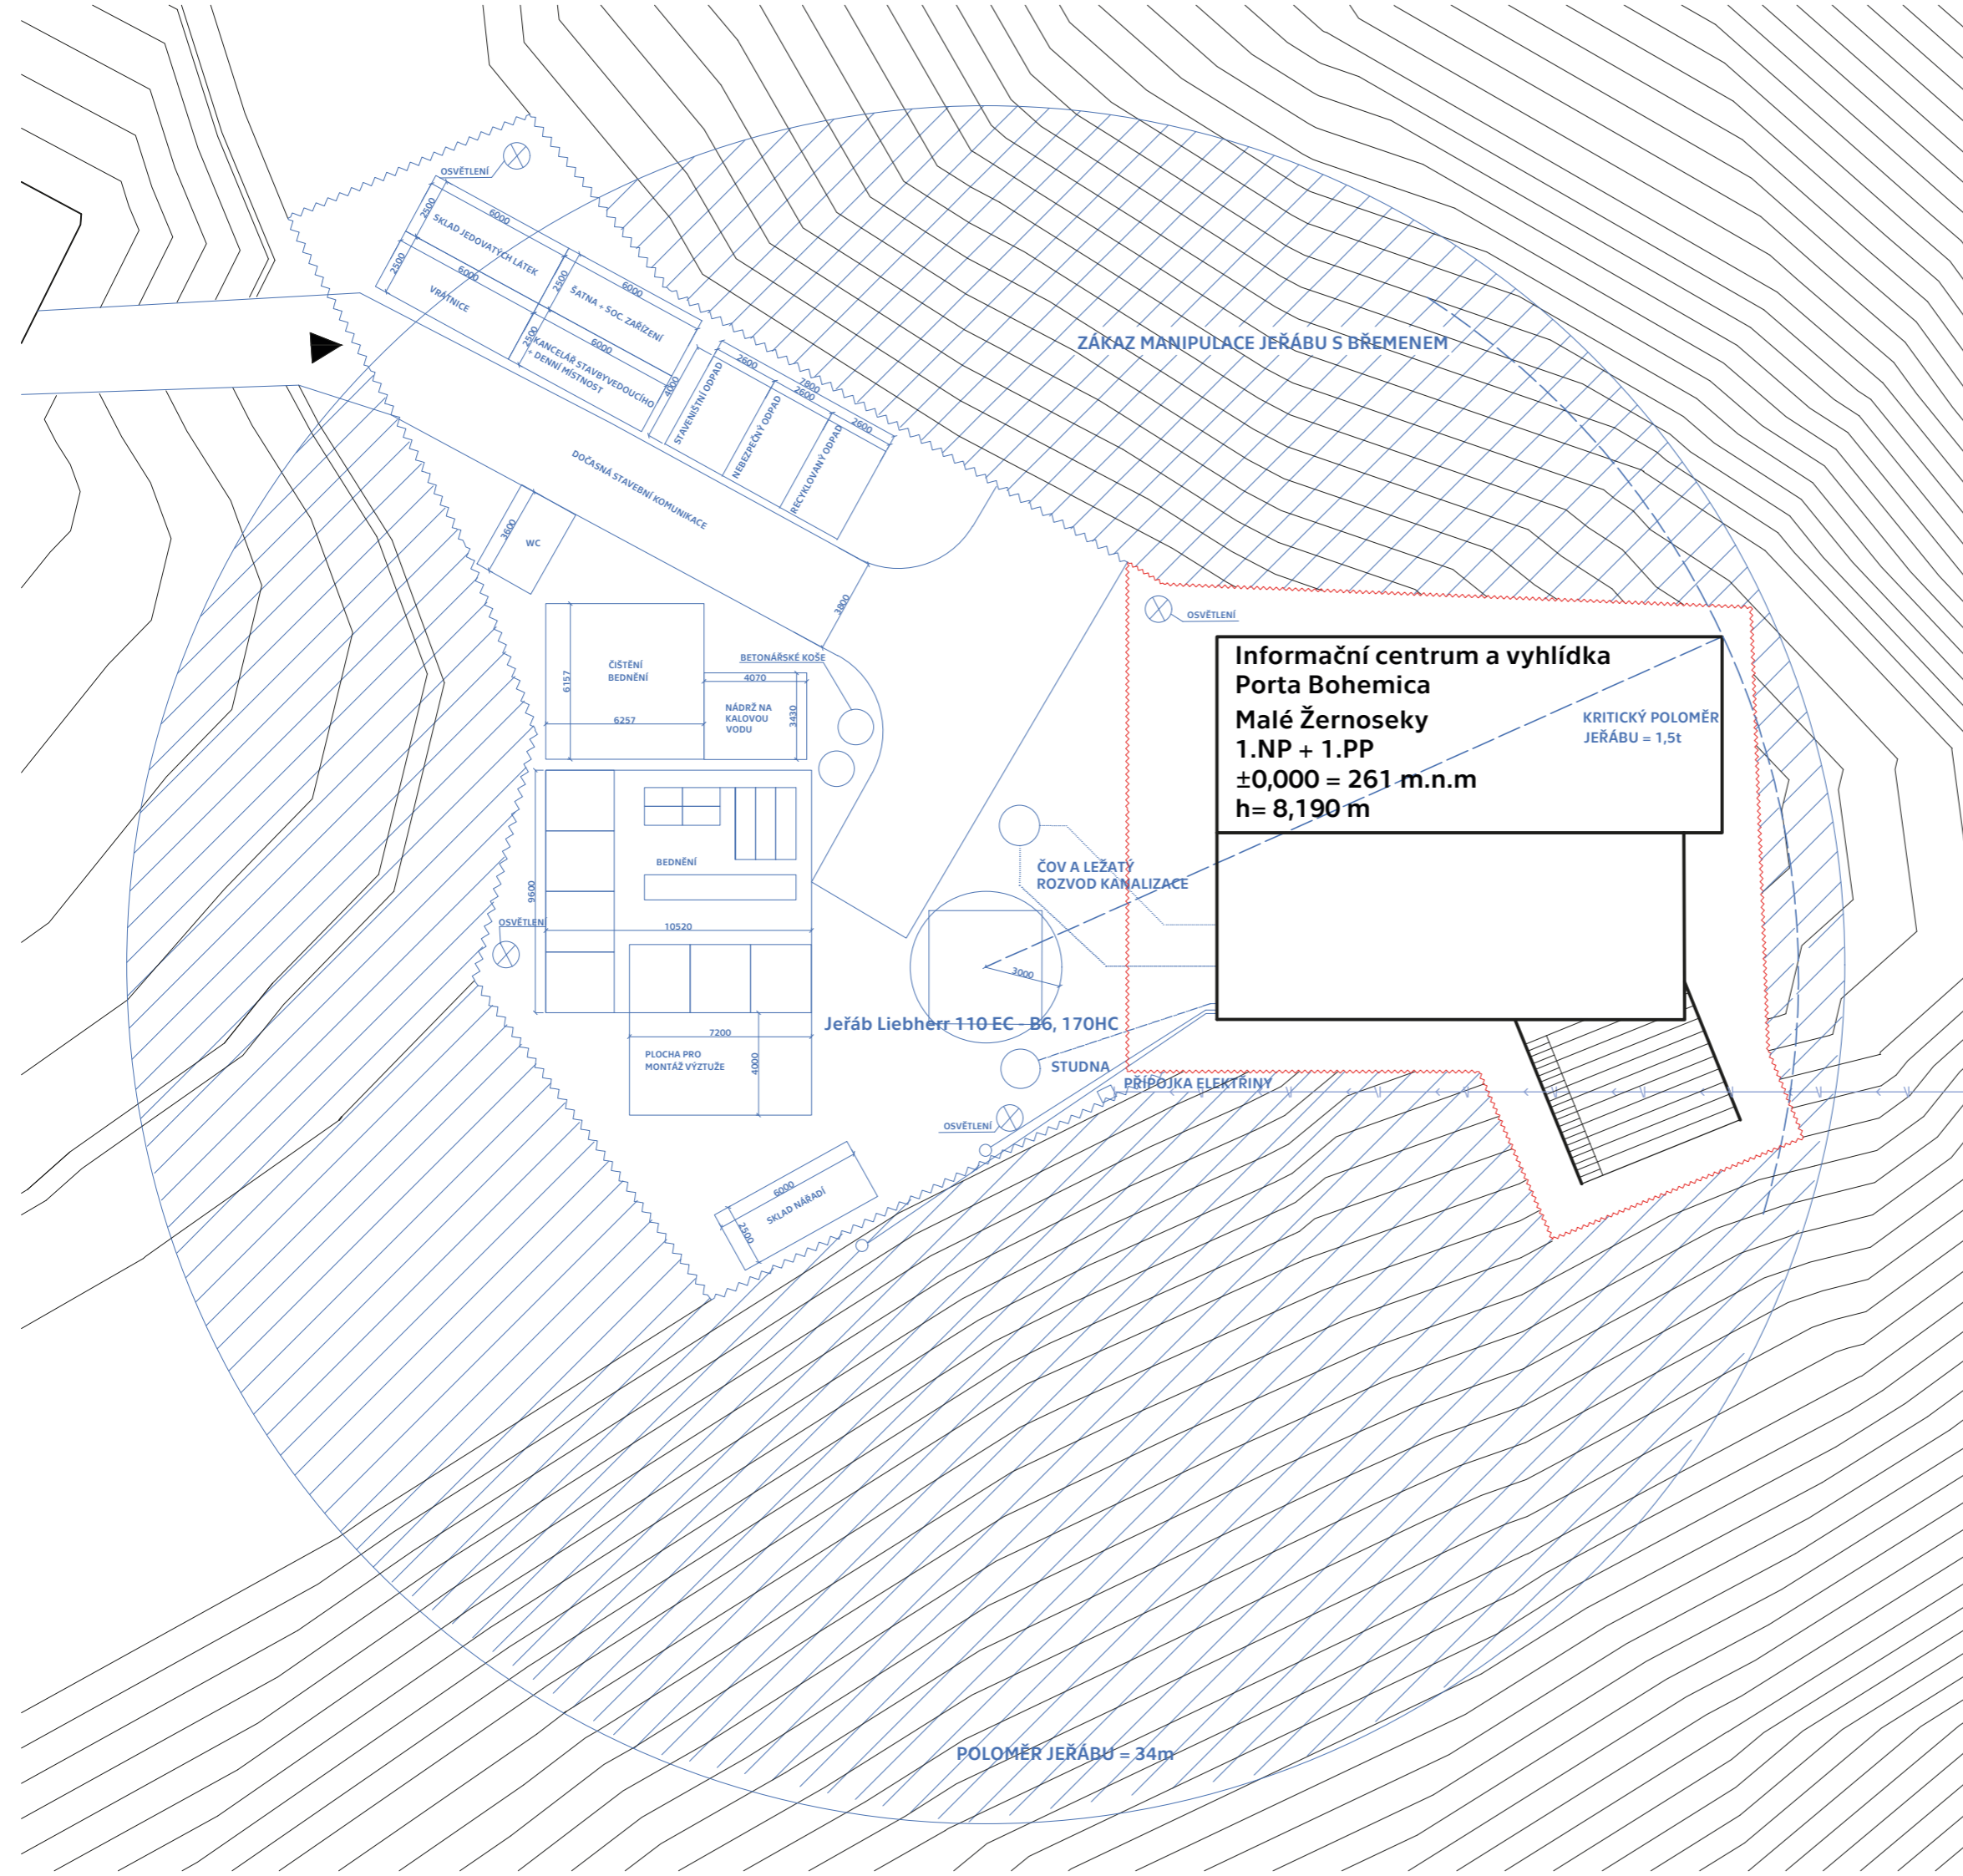 OSVĚTLENÍ
2500
6000
SKLAD JEDOVATÝCH LÁTEK
2500
6000
VRÁTNICE
2500
6000
ŠATNA + SOC. ZAŘÍZENÍ
2500
6000
KANCELÁŘ STAVBYVEDOUCÍHO
+ DENNÍ MÍSTNOST
4000
2600
7800
2600
2600
STAVENIŠTNÍ ODPAD
NEBEZPEČNÝ ODPAD
RECYKLOVANÝ ODPAD
ZÁKAZ MANIPULACE JEŘÁBU S BŘEMENEM
DOČASNÁ STAVEBNÍ KOMUNIKACE
3600
WC
3800
OSVĚTLENÍ
6157
ČIŠTĚNÍ
BEDNĚNÍ
6257
BETONÁŘSKÉ KOŠE
4070
3430
NÁDRŽ NA
KALOVOU
VODU
Informační centrum a vyhlídka
Porta Bohemica
Malé Žernoseky
1.NP + 1.PP
±0,000 = 261 m.n.m
h= 8,190 m
KRITICKÝ POLOMĚR
JEŘÁBU = 1,5t
BEDNĚNÍ
9600
OSVĚTLENÍ
10520
ČOV A LEŽATÝ
ROZVOD KANALIZACE
3000
Jeřáb Liebherr 110 EC - B6, 170HC
7200
PLOCHA PRO
MONTÁŽ VÝZTUŽE
4000
STUDNA
PŘÍPOJKA ELEKTŘINY
OSVĚTLENÍ
6000
2500
SKLAD NÁŘADÍ
POLOMĚR JEŘÁBU = 34m